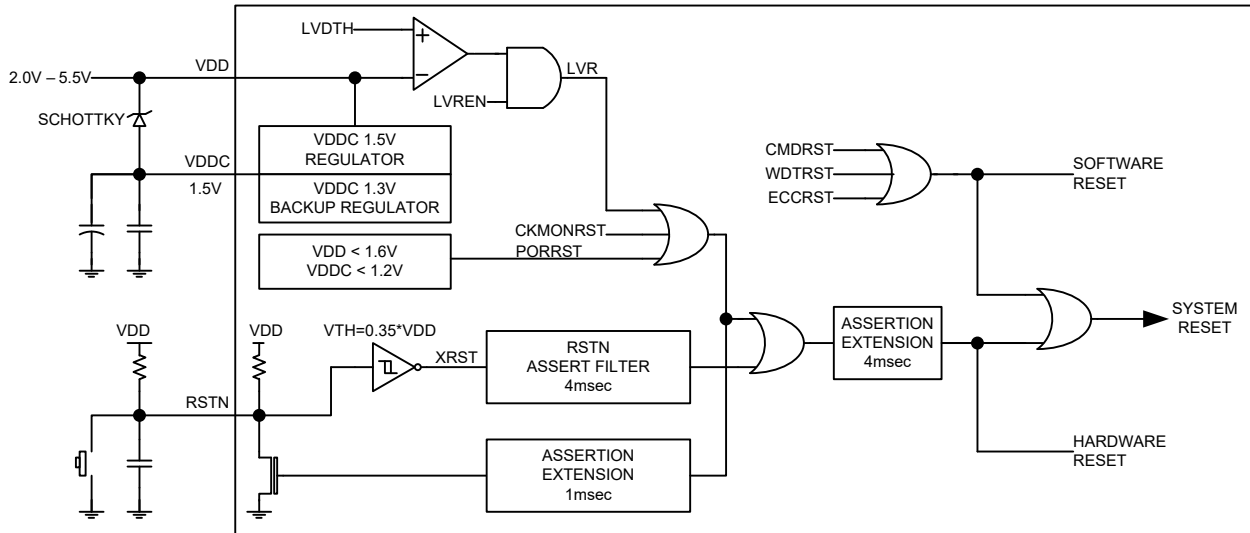 LVDTH
2.0V – 5.5V
VDD
LVR
LVREN
SCHOTTKY
VDDC 1.5V
REGULATOR
VDDC
1.5V
VDDC 1.3V
BACKUP REGULATOR
CMDRST
WDTRST
ECCRST
SOFTWARE
RESET
CKMONRST
PORRST
VDD < 1.6V
VDDC < 1.2V
SYSTEM
RESET
VDD
VDD
VTH=0.35*VDD
XRST
RSTN
ASSERT FILTER
4msec
ASSERTION
EXTENSION
4msec
RSTN
HARDWARE
RESET
ASSERTION
EXTENSION
1msec